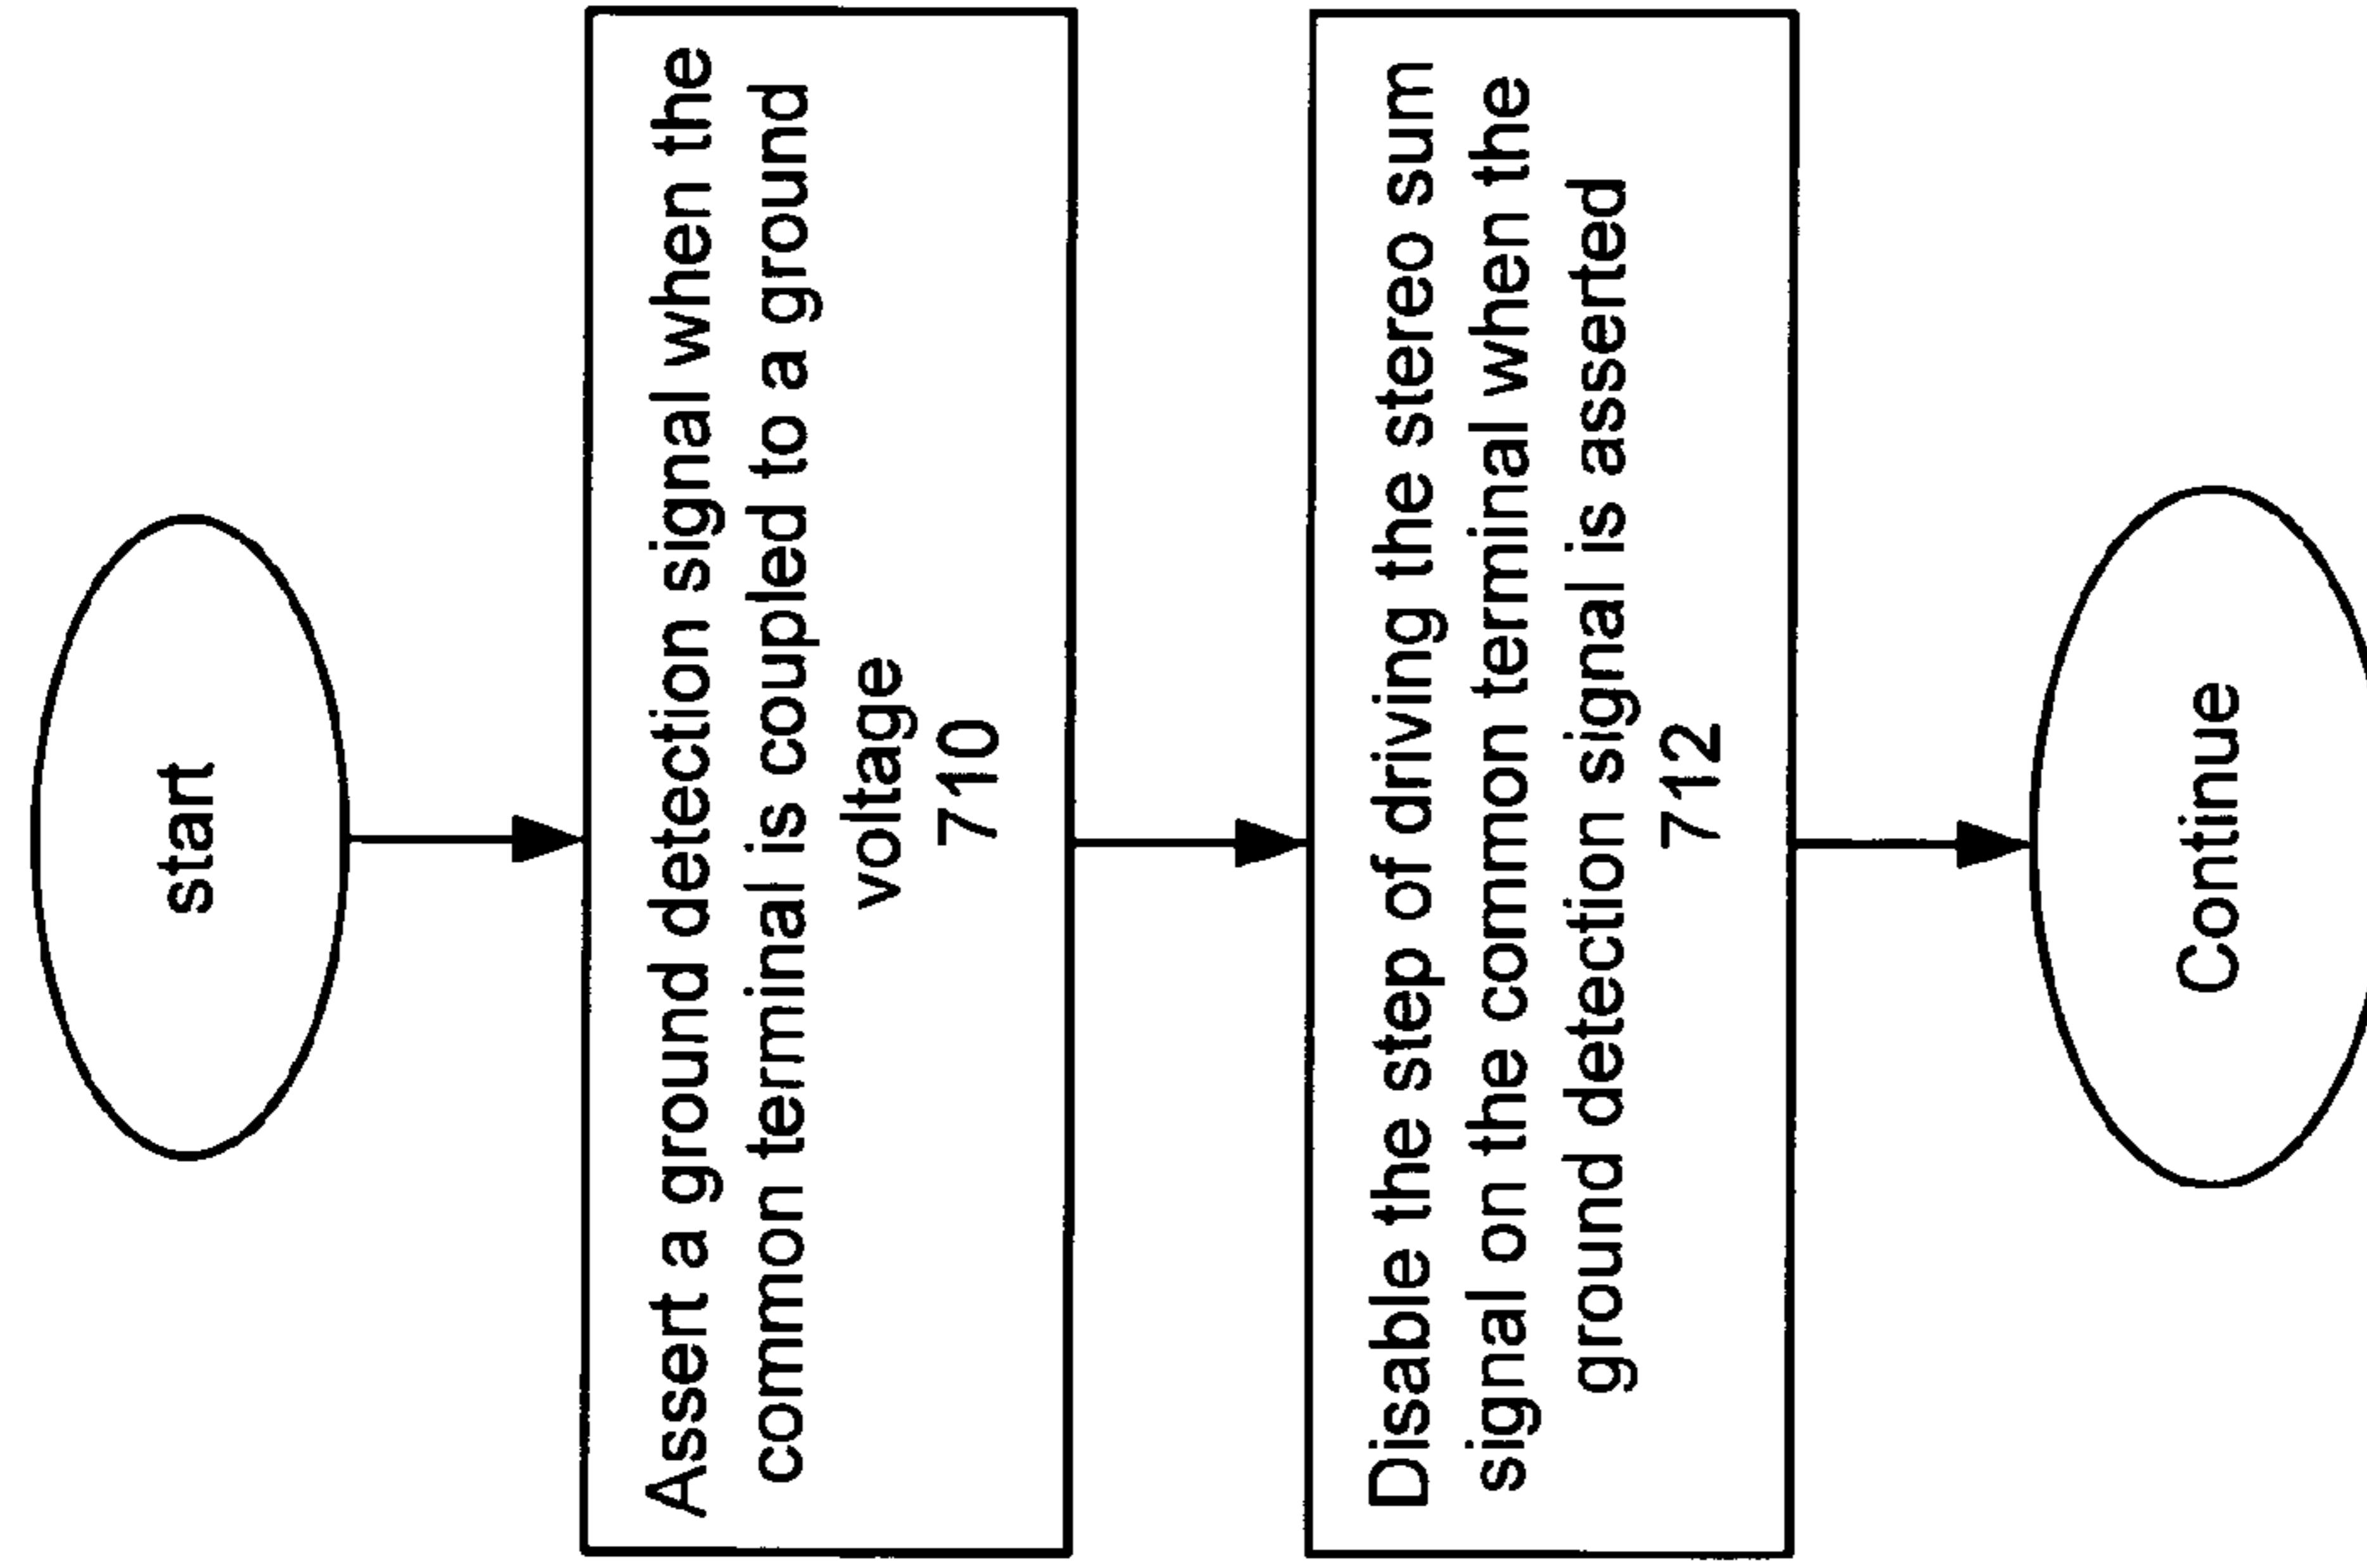 start
Assert a ground detection signal when the
common terminal is coupled to a ground
voltage
710
Disable the step of driving the stereo sum
signal on the common terminal when the
ground detection signal is asserted
712
Continue